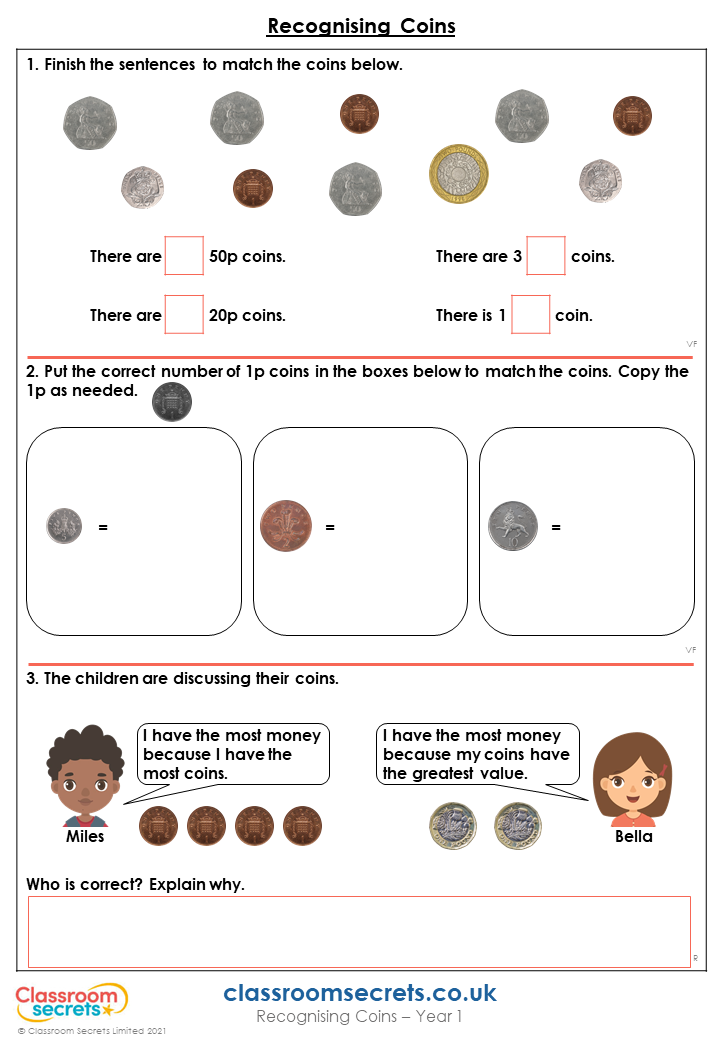 Recognising Coins
1. Finish the sentences to match the coins below.
There are 50p coins.
There are 3 coins.
There are 20p coins.
There is 1 coin.
VF
2. Put the correct number of 1p coins in the boxes below to match the coins. Copy the
1p as needed.
=
=
10
=
VF
3. The children are discussing their coins.
I have the most money
because I have the
most coins.
I have the most money
because my coins have
the greatest value.
Miles
Bella
Who is correct? Explain why.
R
Classroom
secrets
© Classroom Secrets Limited 2021
classroomsecrets.co.uk
Recognising Coins – Year 1